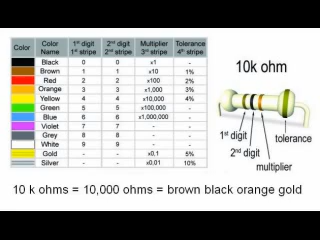 Color Color Name 1st digit 1st stripe 2nd digit 2nd stripe Multiplier 3rd stripe Tolerance 4th stripe
Black 0 0 x1 -
Brown 1 1 x10 1%
Red 2 2 x100 2%
Orange 3 3 x1,000 3%
Yellow 4 4 x10,000 4%
Green 5 5 x100,000 -
Blue 6 6 x1,000,000 -
Violet 7 7 - -
Grey 8 8 - -
White 9 9 - -
Gold - - x0,1 5%
Silver - - x0,01 10%
10k ohm
1st digit
2nd digit
multiplier
tolerance
10 k ohms = 10,000 ohms = brown black orange gold